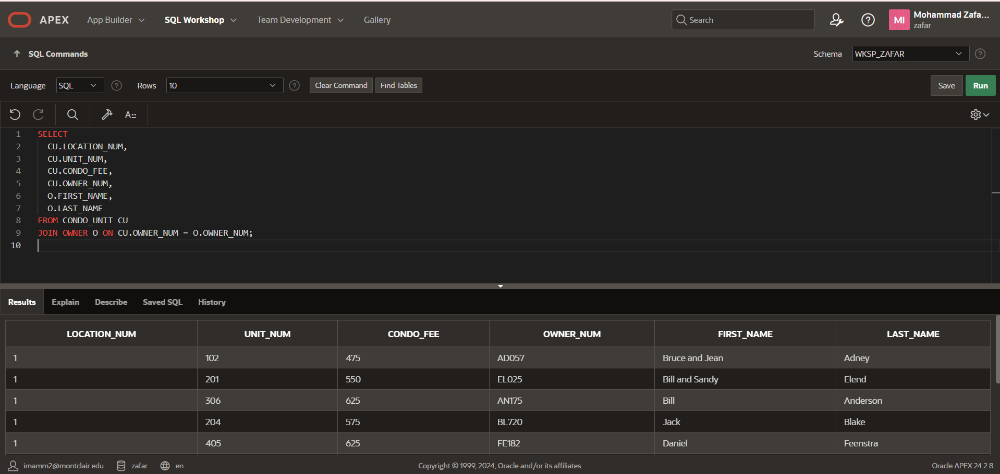 APEX App Builder SQL Workshop Team Development Gallery Search ? MI Mohammad Zafa...
zafar
SQL Commands Schema WKSP_ZAFAR ?
Language SQL ? Rows 10 ? Clear Command Find Tables Save Run
A::
1 SELECT
2 CU.LOCATION_NUM,
3 CU.UNIT_NUM,
4 CU.CONDO_FEE,
5 CU.OWNER_NUM,
6 O.FIRST_NAME,
7 O.LAST_NAME
8 FROM CONDO_UNIT CU
9 JOIN OWNER O ON CU.OWNER_NUM = O.OWNER_NUM;
10
Results Explain Describe Saved SQL History
LOCATION_NUM UNIT_NUM CONDO_FEE OWNER_NUM FIRST_NAME LAST_NAME
1 102 475 AD057 Bruce and Jean Adney
1 201 550 EL025 Bill and Sandy Elend
1 306 625 AN175 Bill Anderson
1 204 575 BL720 Jack Blake
1 405 625 FE182 Daniel Feenstra
imamm2@montclair.edu zafar en Copyright © 1999, 2024, Oracle and/or its affiliates. Oracle APEX 24.2.8